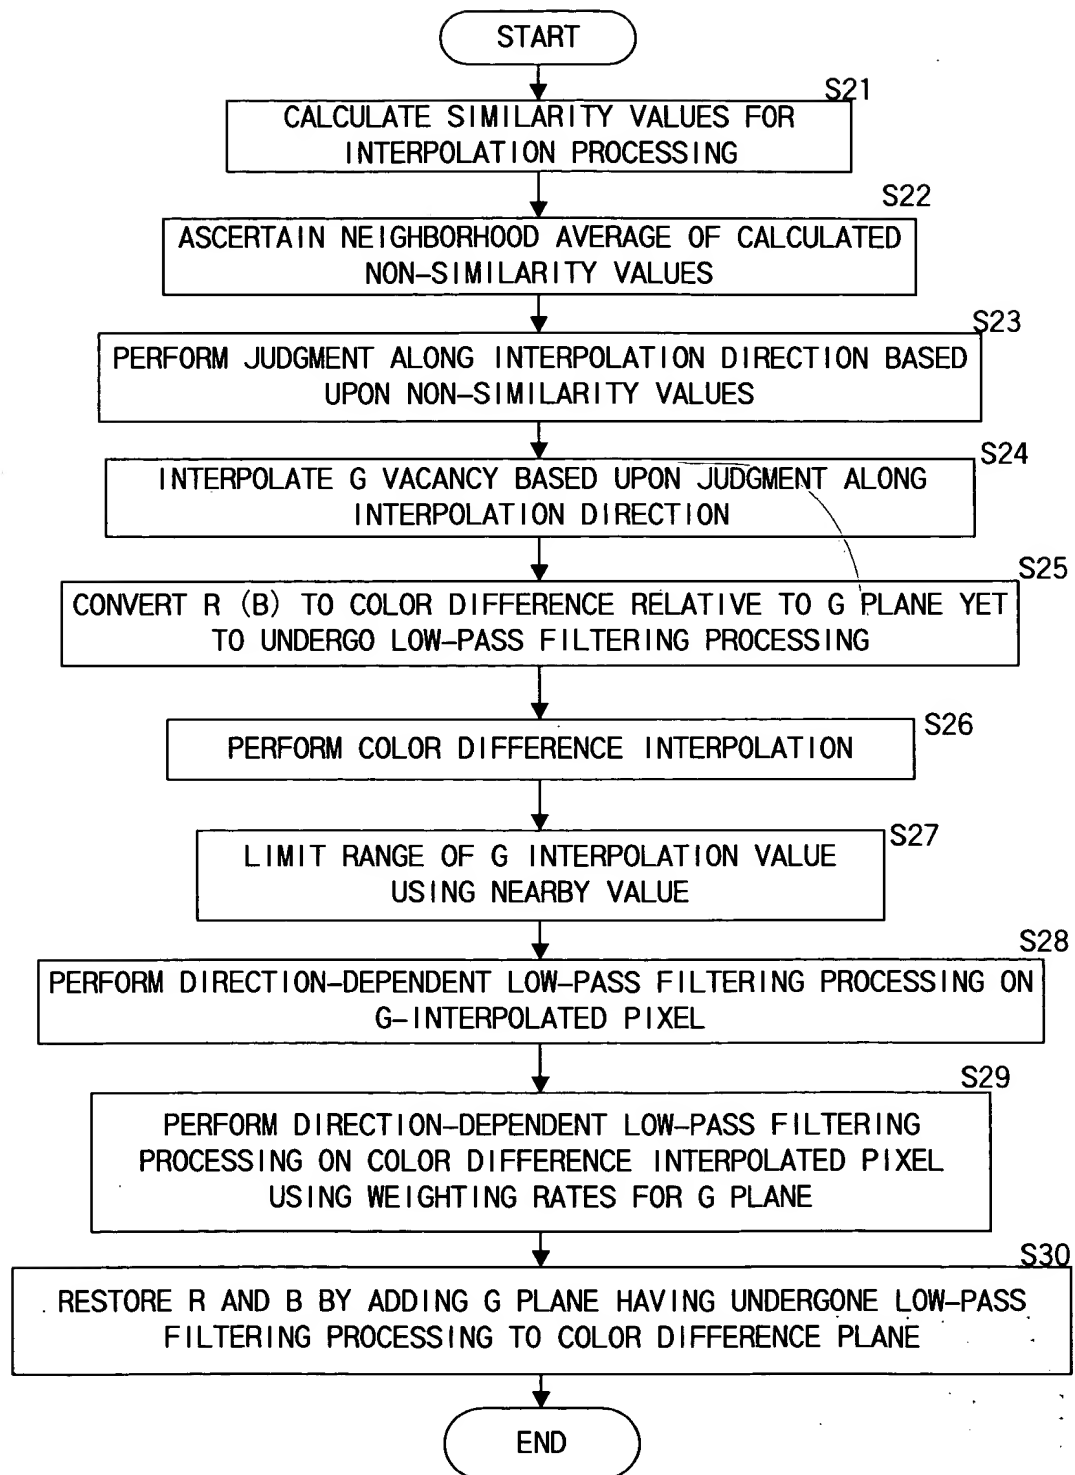 START
S21
CALCULATE SIMILARITY VALUES FOR
INTERPOLATION PROCESSING
S22
ASCERTAIN NEIGHBORHOOD AVERAGE OF CALCULATED
NON-SIMILARITY VALUES
S23
PERFORM JUDGMENT ALONG INTERPOLATION DIRECTION BASED
UPON NON-SIMILARITY VALUES
S24
INTERPOLATE G VACANCY BASED UPON JUDGMENT ALONG
INTERPOLATION DIRECTION
S25
CONVERT R (B) TO COLOR DIFFERENCE RELATIVE TO G PLANE YET
TO UNDERGO LOW-PASS FILTERING PROCESSING
S26
PERFORM COLOR DIFFERENCE INTERPOLATION
S27
LIMIT RANGE OF G INTERPOLATION VALUE
USING NEARBY VALUE
S28
PERFORM DIRECTION-DEPENDENT LOW-PASS FILTERING PROCESSING ON
G-INTERPOLATED PIXEL
S29
PERFORM DIRECTION-DEPENDENT LOW-PASS FILTERING
PROCESSING ON COLOR DIFFERENCE INTERPOLATED PIXEL
USING WEIGHTING RATES FOR G PLANE
S30
RESTORE R AND B BY ADDING G PLANE HAVING UNDERGONE LOW-PASS
FILTERING PROCESSING TO COLOR DIFFERENCE PLANE
END